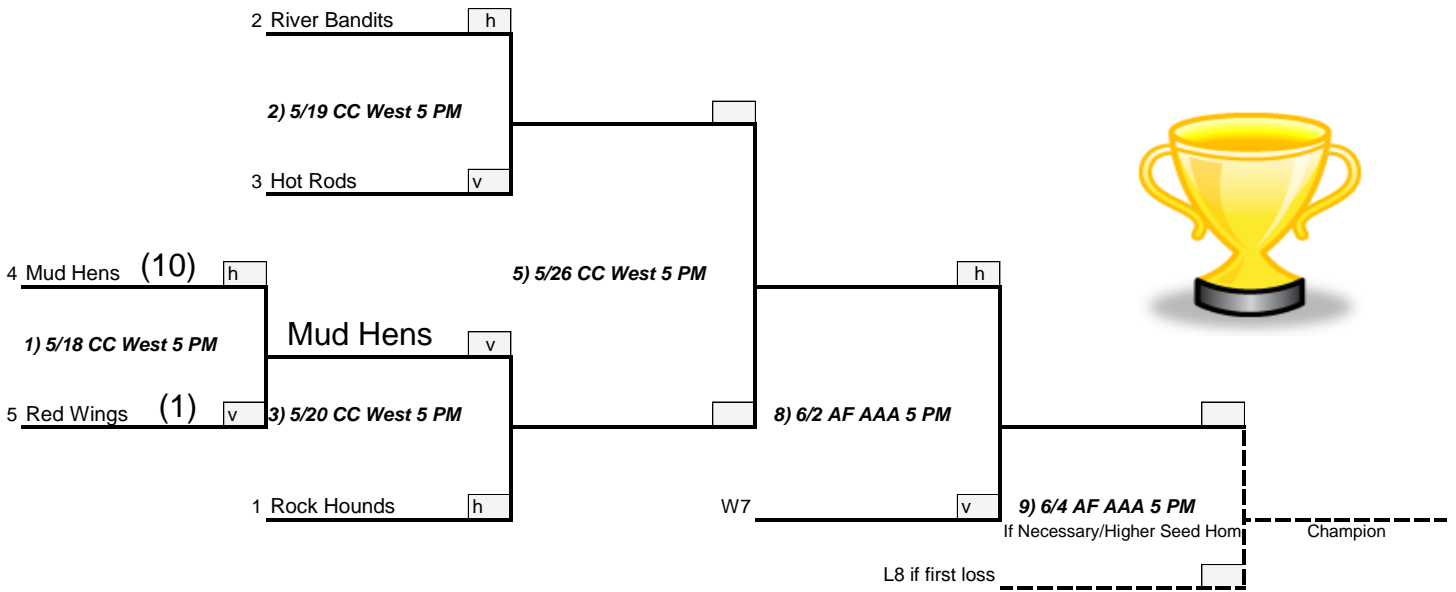 2 River Bandits h
2) 5/19 CC West 5 PM
3 Hot Rods v
4 Mud Hens (10) h
5) 5/26 CC West 5 PM
h
1) 5/18 CC West 5 PM
Mud Hens v
5 Red Wings (1) v
3) 5/20 CC West 5 PM
8) 6/2 AF AAA 5 PM
1 Rock Hounds h
W7 v
9) 6/4 AF AAA 5 PM
If Necessary/Higher Seed Hom
Champion
L8 if first loss